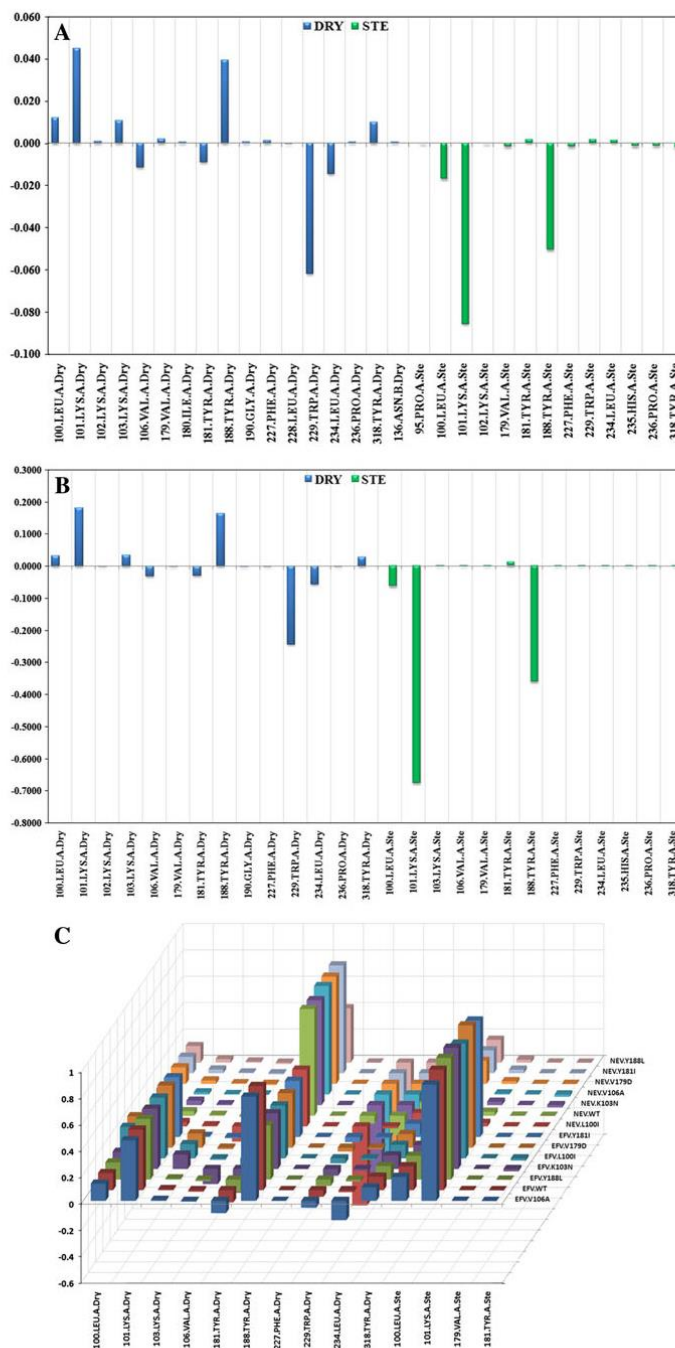 A
DRY STE
0.060
0.040
0.020
0.000
-0.020
-0.040
-0.060
-0.080
-0.100
100.LEU.A.Dry
101.LYS.A.Dry
102.LYS.A.Dry
103.LYS.A.Dry
106.VAL.A.Dry
179.VAL.A.Dry
180.ILE.A.Dry
181.TYR.A.Dry
188.TYR.A.Dry
190.GLY.A.Dry
227.PHE.A.Dry
228.LEU.A.Dry
229.TRP.A.Dry
234.LEU.A.Dry
236.PRO.A.Dry
318.TYR.A.Dry
136.ASN.B.Dry
95.PRO.A.Ste
100.LEU.A.Ste
101.LYS.A.Ste
102.LYS.A.Ste
179.VAL.A.Ste
181.TYR.A.Ste
188.TYR.A.Ste
227.PHE.A.Ste
229.TRP.A.Ste
234.LEU.A.Ste
235.HIS.A.Ste
236.PRO.A.Ste
318.TYR.A.Ste
B
DRY STE
0.3000
0.2000
0.1000
0.0000
-0.1000
-0.2000
-0.3000
-0.4000
-0.5000
-0.6000
-0.7000
-0.8000
100.LEU.A.Dry
101.LYS.A.Dry
102.LYS.A.Dry
103.LYS.A.Dry
106.VAL.A.Dry
179.VAL.A.Dry
181.TYR.A.Dry
188.TYR.A.Dry
190.GLY.A.Dry
227.PHE.A.Dry
229.TRP.A.Dry
234.LEU.A.Dry
236.PRO.A.Dry
318.TYR.A.Dry
100.LEU.A.Ste
101.LYS.A.Ste
103.LYS.A.Ste
106.VAL.A.Ste
179.VAL.A.Ste
181.TYR.A.Ste
188.TYR.A.Ste
227.PHE.A.Ste
229.TRP.A.Ste
234.LEU.A.Ste
235.HIS.A.Ste
236.PRO.A.Ste
318.TYR.A.Ste
C
1
0.8
0.6
0.4
0.2
0
-0.2
-0.4
-0.6
NEV.Y188L
NEV.Y181I
NEV.V179D
NEV.V106A
NEV.K103N
NEV.WT
NEV.L100I
EFV.Y181I
EFV.V179D
EFV.L100I
EFV.K103N
EFV.Y188L
EFV.WT
EFV.V106A
100.LEU.A.Dry
101.LYS.A.Dry
103.LYS.A.Dry
106.VAL.A.Dry
181.TYR.A.Dry
188.TYR.A.Dry
227.PHE.A.Dry
229.TRP.A.Dry
234.LEU.A.Dry
318.TYR.A.Dry
100.LEU.A.Ste
101.LYS.A.Ste
179.VAL.A.Ste
181.TYR.A.Ste